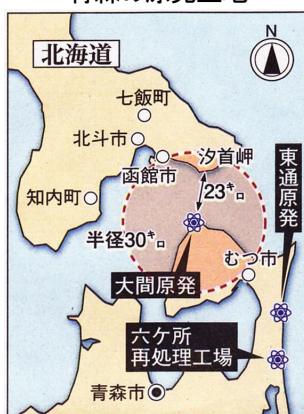 N
北海道
七飯町
北斗市
函館市
汐首岬
23㌔
知内町
半径30㌔
東通原発
大間原発
むつ市
六ケ所
再処理工場
青森市